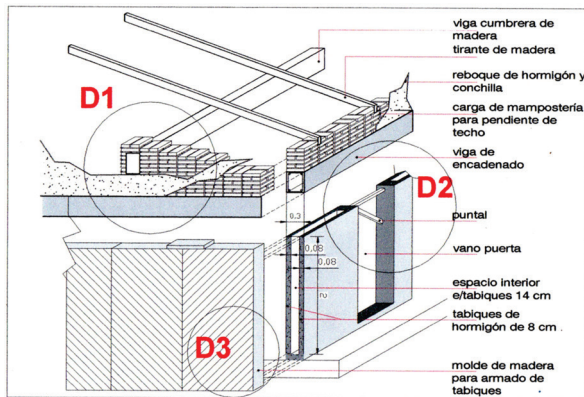 viga cumbrera de
madera
tirante de madera
reboque de hormigón y
conchilla
carga de mampostería
para pendiente de
techo
viga de
encadenado
puntal
vano puerta
espacio interior
e/tabiques 14 cm
tabiques de
hormigón de 8 cm
molde de madera
para armado de
tabiques
D1
D2
D3
0.3
0.08
0.08
2